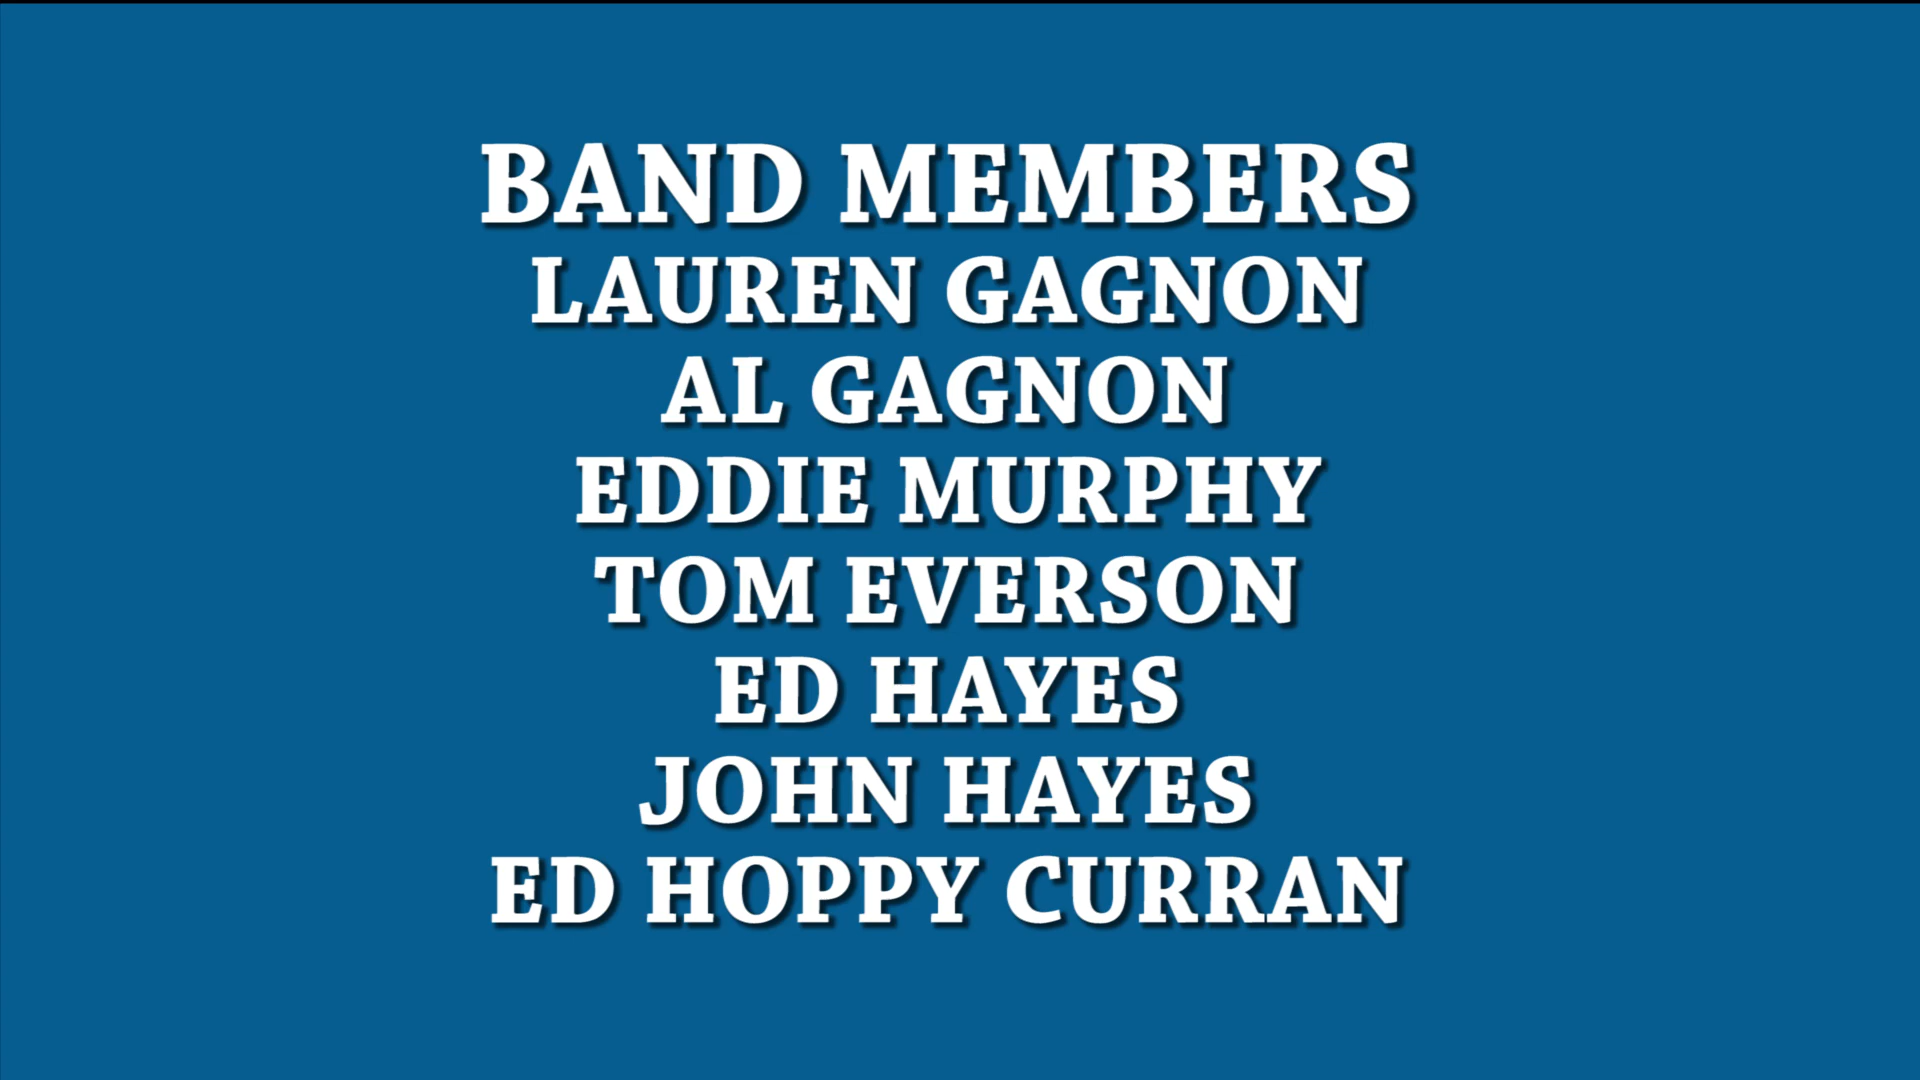 BAND MEMBERS
LAUREN GAGNON
AL GAGNON
EDDIE MURPHY
TOM EVERSON
ED HAYES
JOHN HAYES
ED HOPPY CURRAN